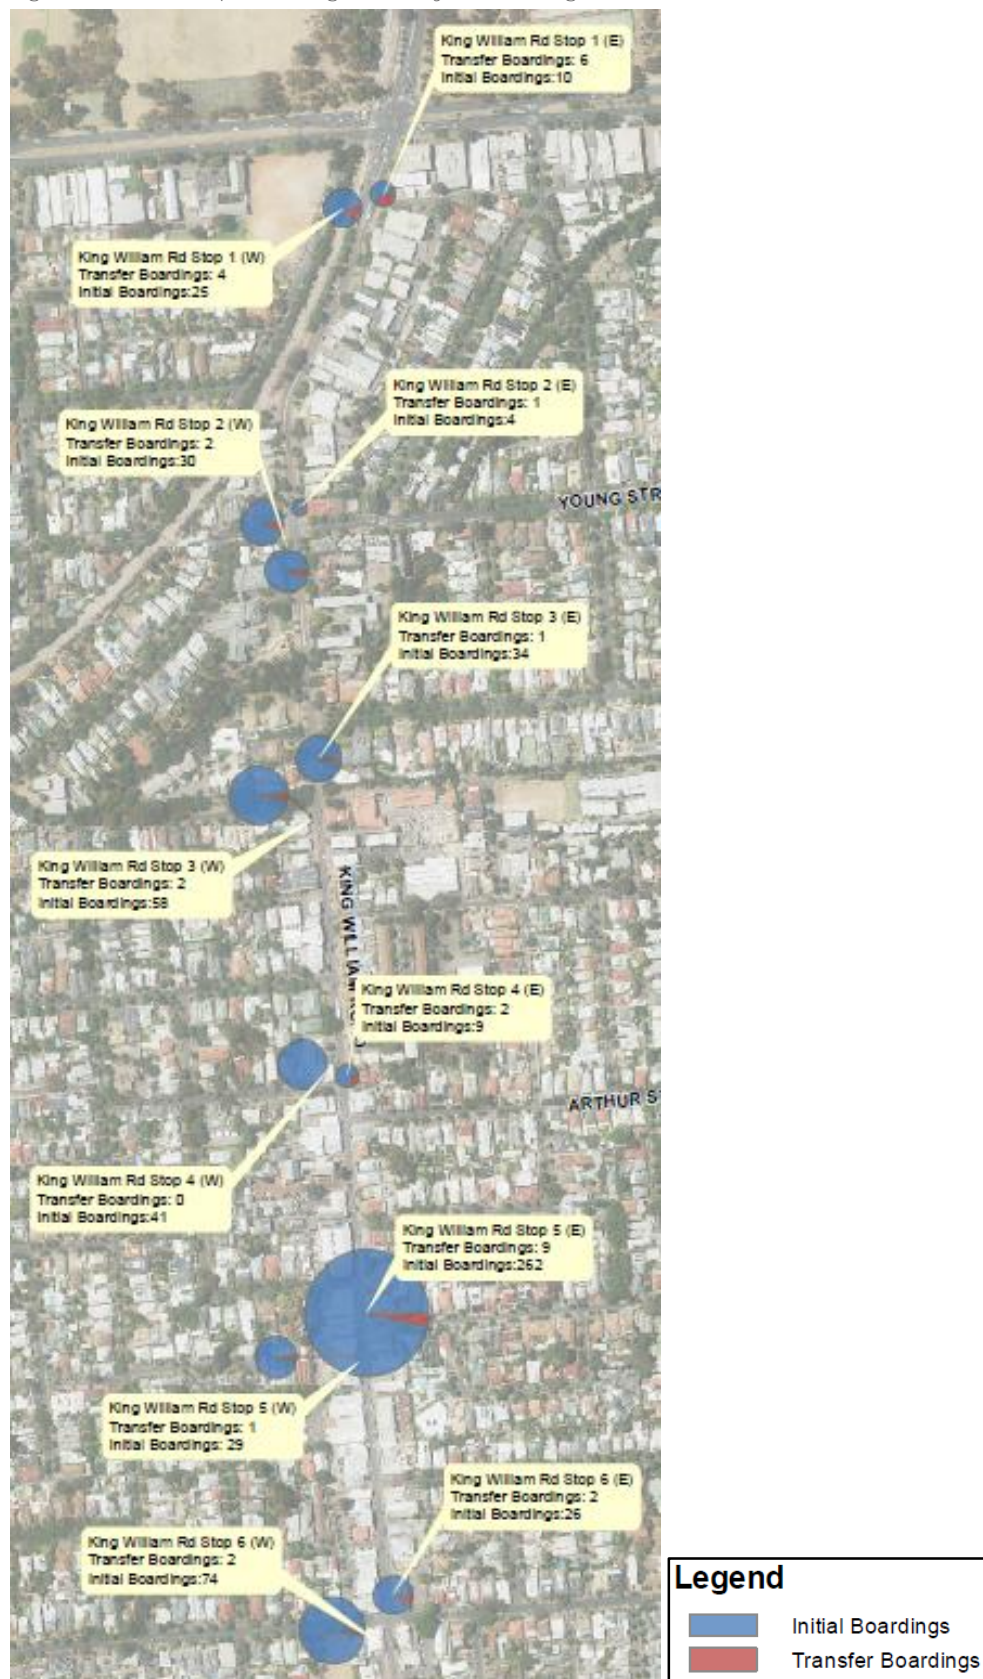 King William Rd Stop 1 (E)
Transfer Boardings: 6
Initial Boardings:10
King William Rd Stop 1 (W)
Transfer Boardings: 4
Initial Boardings:25
King William Rd Stop 2 (E)
Transfer Boardings: 1
Initial Boardings:4
King William Rd Stop 2 (W)
Transfer Boardings: 2
Initial Boardings:30
YOUNG STR
King William Rd Stop 3 (E)
Transfer Boardings: 1
Initial Boardings:34
King William Rd Stop 3 (W)
Transfer Boardings: 2
Initial Boardings:58
KING WILLIAM
King William Rd Stop 4 (E)
Transfer Boardings: 2
Initial Boardings:9
ARTHUR S
King William Rd Stop 4 (W)
Transfer Boardings: 0
Initial Boardings:41
King William Rd Stop 5 (E)
Transfer Boardings: 9
Initial Boardings:262
King William Rd Stop 5 (W)
Transfer Boardings: 1
Initial Boardings: 29
King William Rd Stop 6 (E)
Transfer Boardings: 2
Initial Boardings:26
King William Rd Stop 6 (W)
Transfer Boardings: 2
Initial Boardings:74
Legend
Initial Boardings
Transfer Boardings